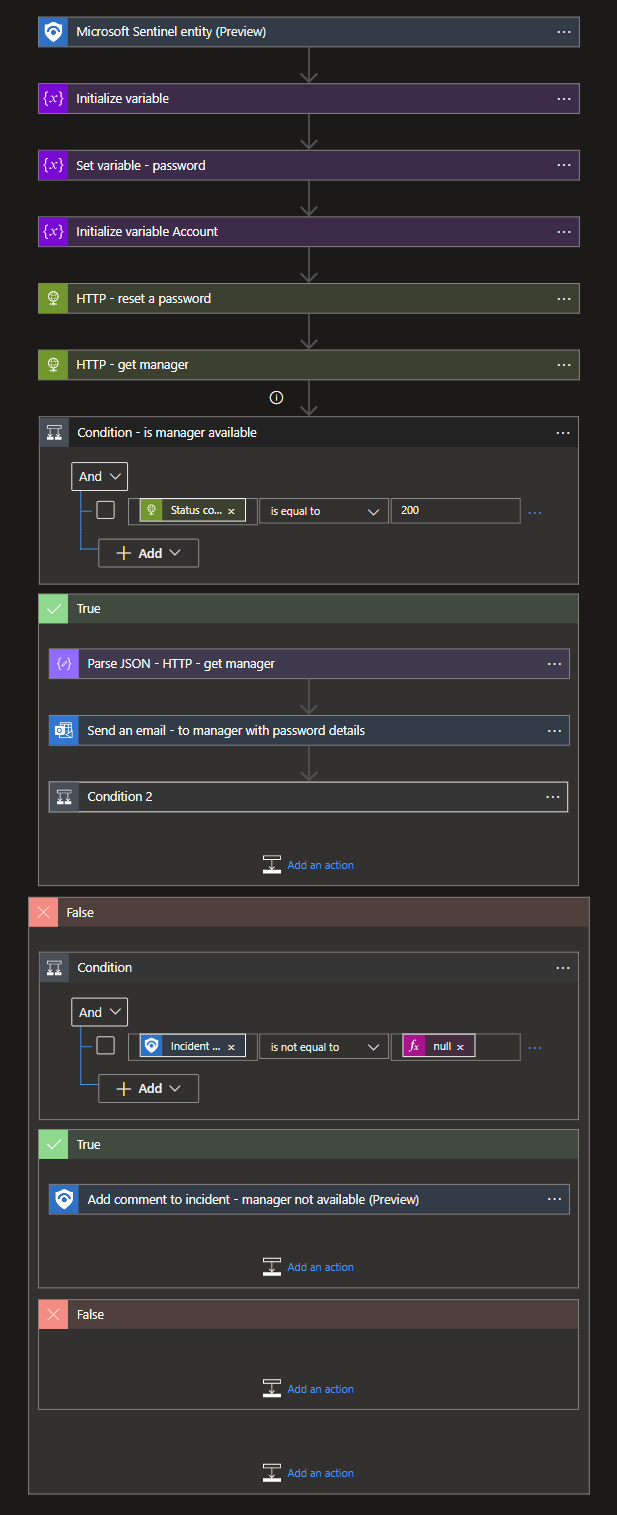 Microsoft Sentinel entity (Preview)
{x} Initialize variable
{x} Set variable - password
{x} Initialize variable Account
HTTP - reset a password
HTTP - get manager
Condition - is manager available
And
Status co... x is equal to 200
+ Add
True
Parse JSON - HTTP - get manager
Send an email - to manager with password details
Condition 2
Add an action
False
Condition
And
Incident ... x is not equal to fx null x
+ Add
True
Add comment to incident - manager not available (Preview)
Add an action
False
Add an action
Add an action